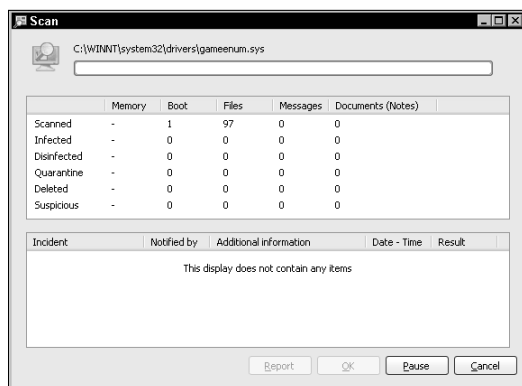 Scan
C:\WINNT\system32\drivers\gameenum.sys
Memory Boot Files Messages Documents (Notes)
Scanned - 1 97 0 0
Infected - 0 0 0 0
Disinfected - 0 0 0 0
Quarantine - 0 0 0 0
Deleted - 0 0 0 0
Suspicious - 0 0 0 0
Incident Notified by Additional information Date - Time Result
This display does not contain any items
Report OK Pause Cancel